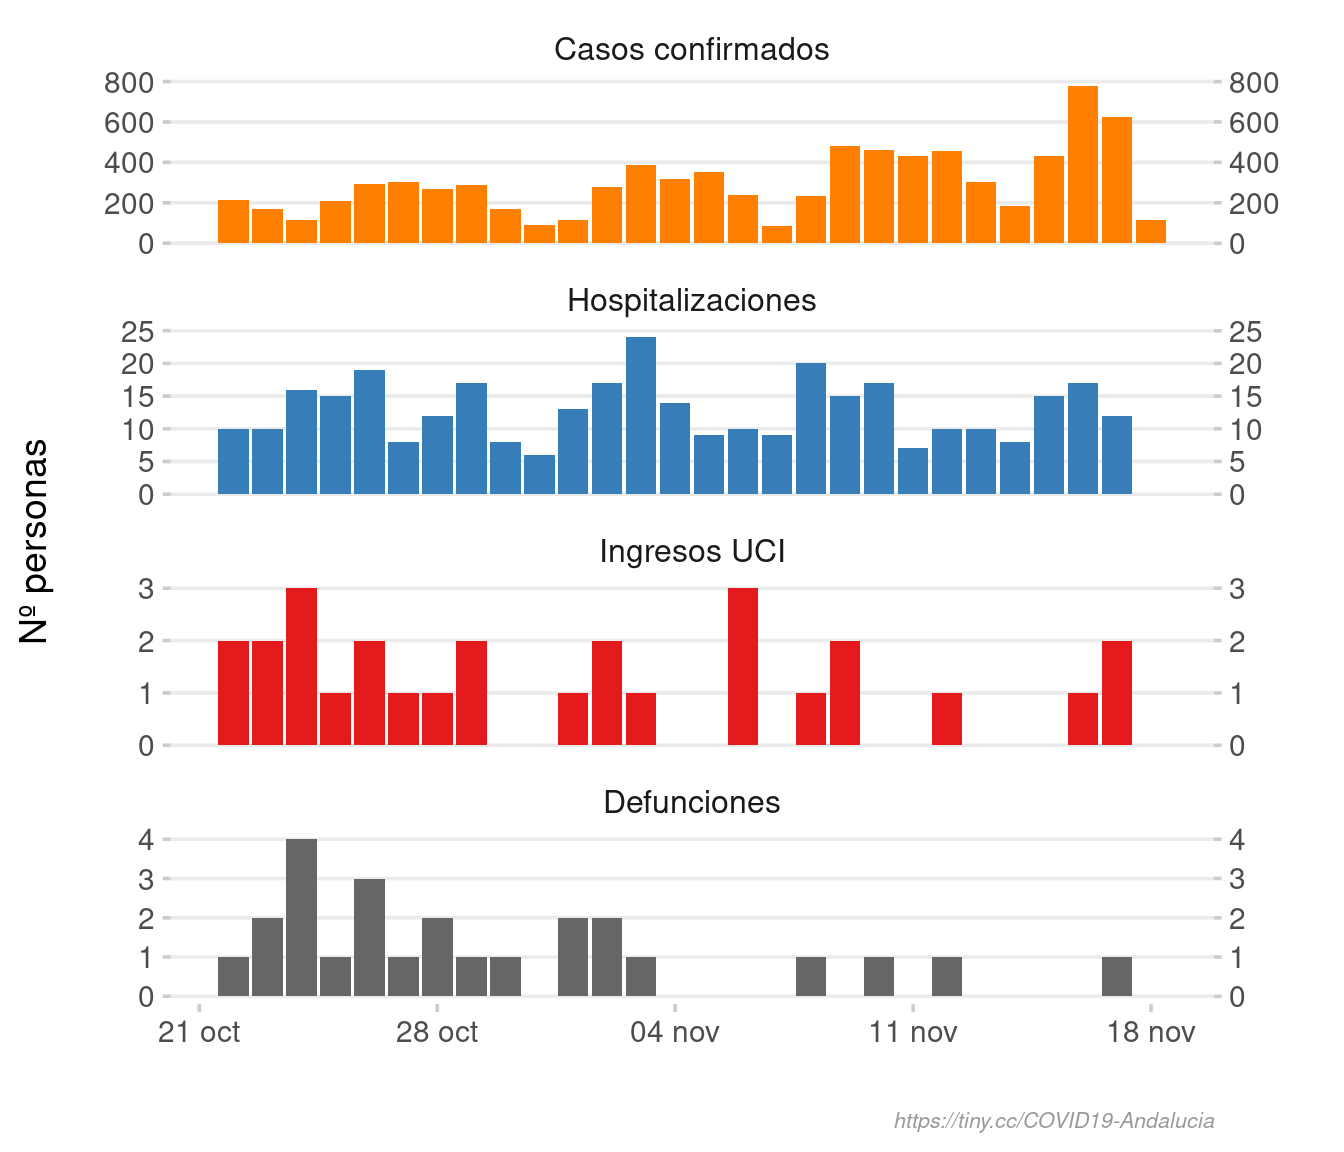 Casos confirmados
800 800
600 600
400 400
200 200
0 0
Hospitalizaciones
25 25
20 20
15 15
10 10
5 5
0 0
Nº personas
Ingresos UCI
3 3
2 2
1 1
0 0
Defunciones
4 4
3 3
2 2
1 1
0 0
21 oct 28 oct 04 nov 11 nov 18 nov
https://tiny.cc/COVID19-Andalucia